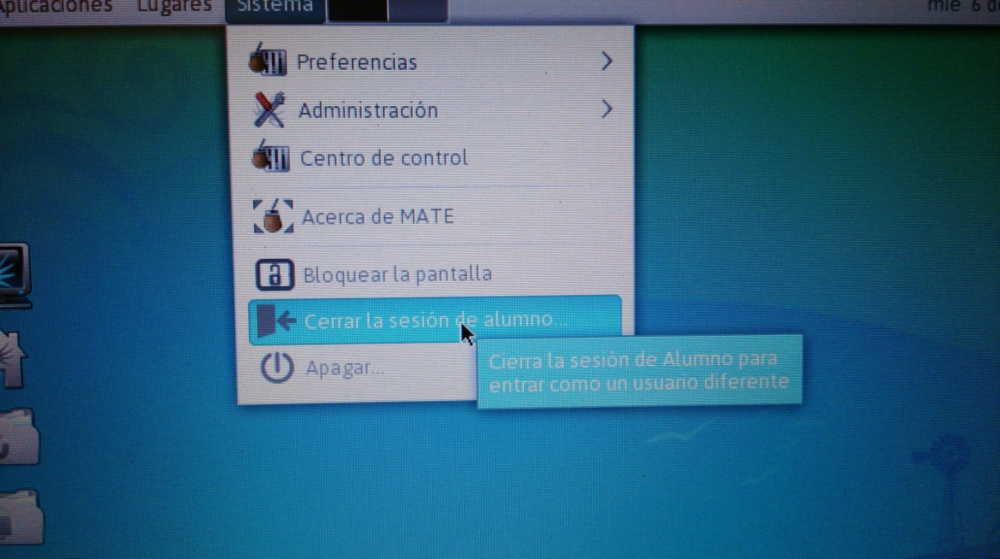 Aplicaciones Lugares Sistema
mié 6 d
Preferencias
Administración
Centro de control
Acerca de MATE
Bloquear la pantalla
Cerrar la sesión de alumno...
Apagar...
Cierra la sesión de Alumno para
entrar como un usuario diferente